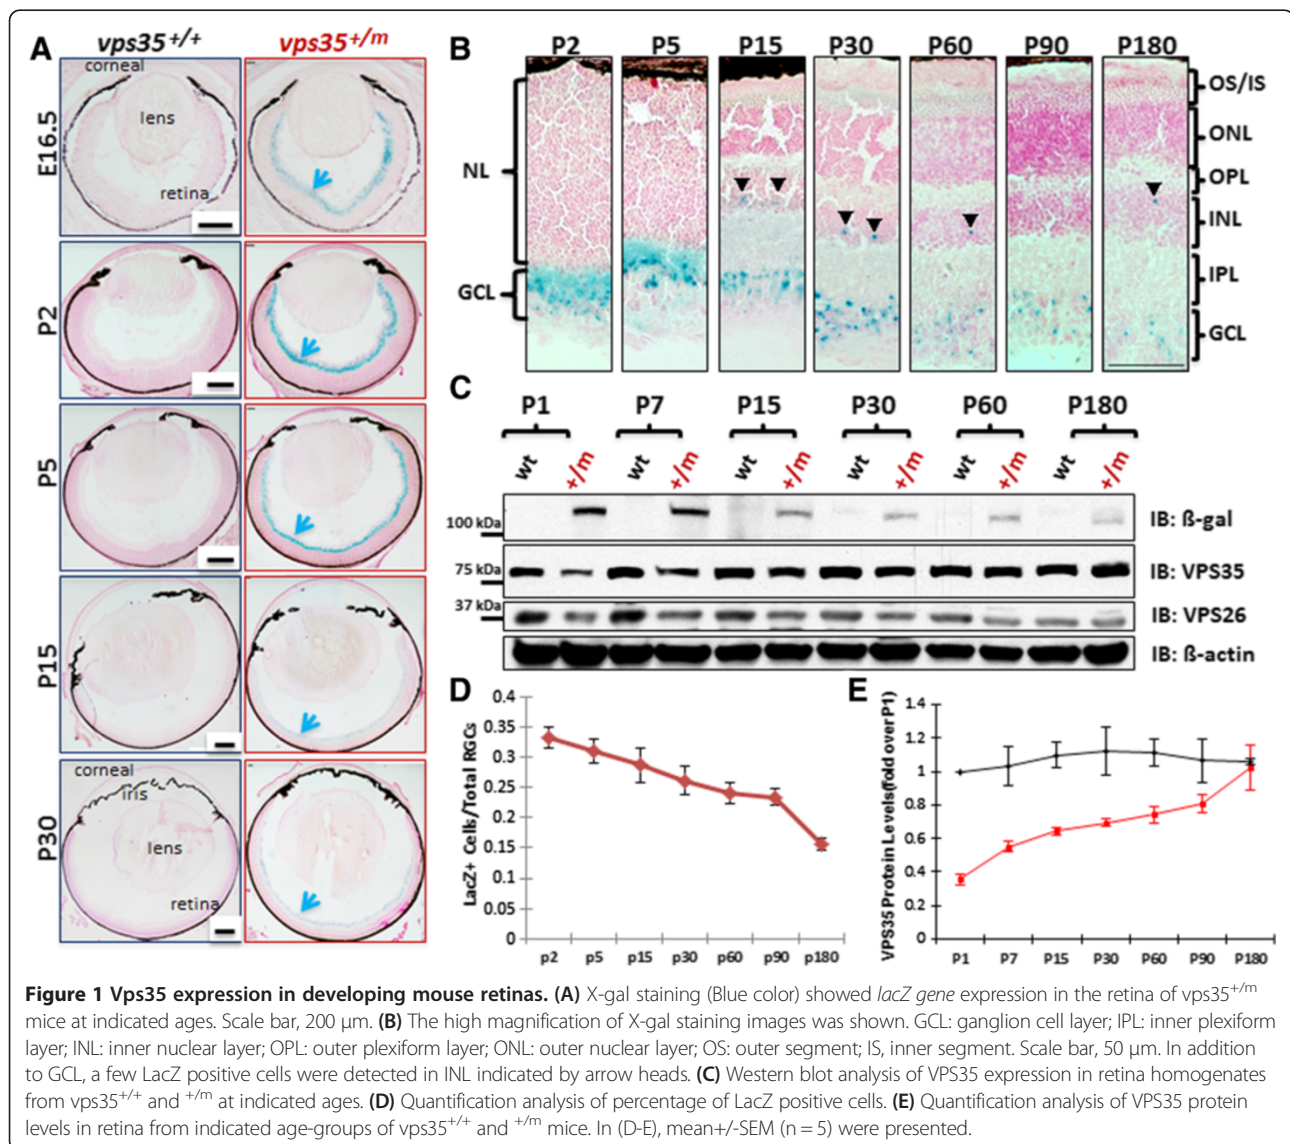 A
vps35+/+
vps35+/m
corneal
lens
retina
E16.5
P2
P5
P15
corneal
iris
lens
retina
P30
B
P2 P5 P15 P30 P60 P90 P180
NL
GCL
OS/IS
ONL
OPL
INL
IPL
GCL
C
P1 P7 P15 P30 P60 P180
wt +/m wt +/m wt +/m wt +/m wt +/m wt +/m
100 kDa
IB: ß-gal
75 kDa
IB: VPS35
37 kDa
IB: VPS26
IB: ß-actin
D
LacZ+ Cells/Total RGCs
0.4
0.35
0.3
0.25
0.2
0.15
0.1
0.05
0
p2 p5 p15 p30 p60 p90 p180
E
VPS35 Protein Levels(fold over P1)
1.4
1.2
1
0.8
0.6
0.4
0.2
0
P1 P7 P15 P30 P60 P90 P180
Figure 1 Vps35 expression in developing mouse retinas. (A) X-gal staining (Blue color) showed lacZ gene expression in the retina of vps35+/m
mice at indicated ages. Scale bar, 200 μm. (B) The high magnification of X-gal staining images was shown. GCL: ganglion cell layer; IPL: inner plexiform
layer; INL: inner nuclear layer; OPL: outer plexiform layer; ONL: outer nuclear layer; OS: outer segment; IS, inner segment. Scale bar, 50 μm. In addition
to GCL, a few LacZ positive cells were detected in INL indicated by arrow heads. (C) Western blot analysis of VPS35 expression in retina homogenates
from vps35+/+ and +/m at indicated ages. (D) Quantification analysis of percentage of LacZ positive cells. (E) Quantification analysis of VPS35 protein
levels in retina from indicated age-groups of vps35+/+ and +/m mice. In (D-E), mean+/-SEM (n = 5) were presented.